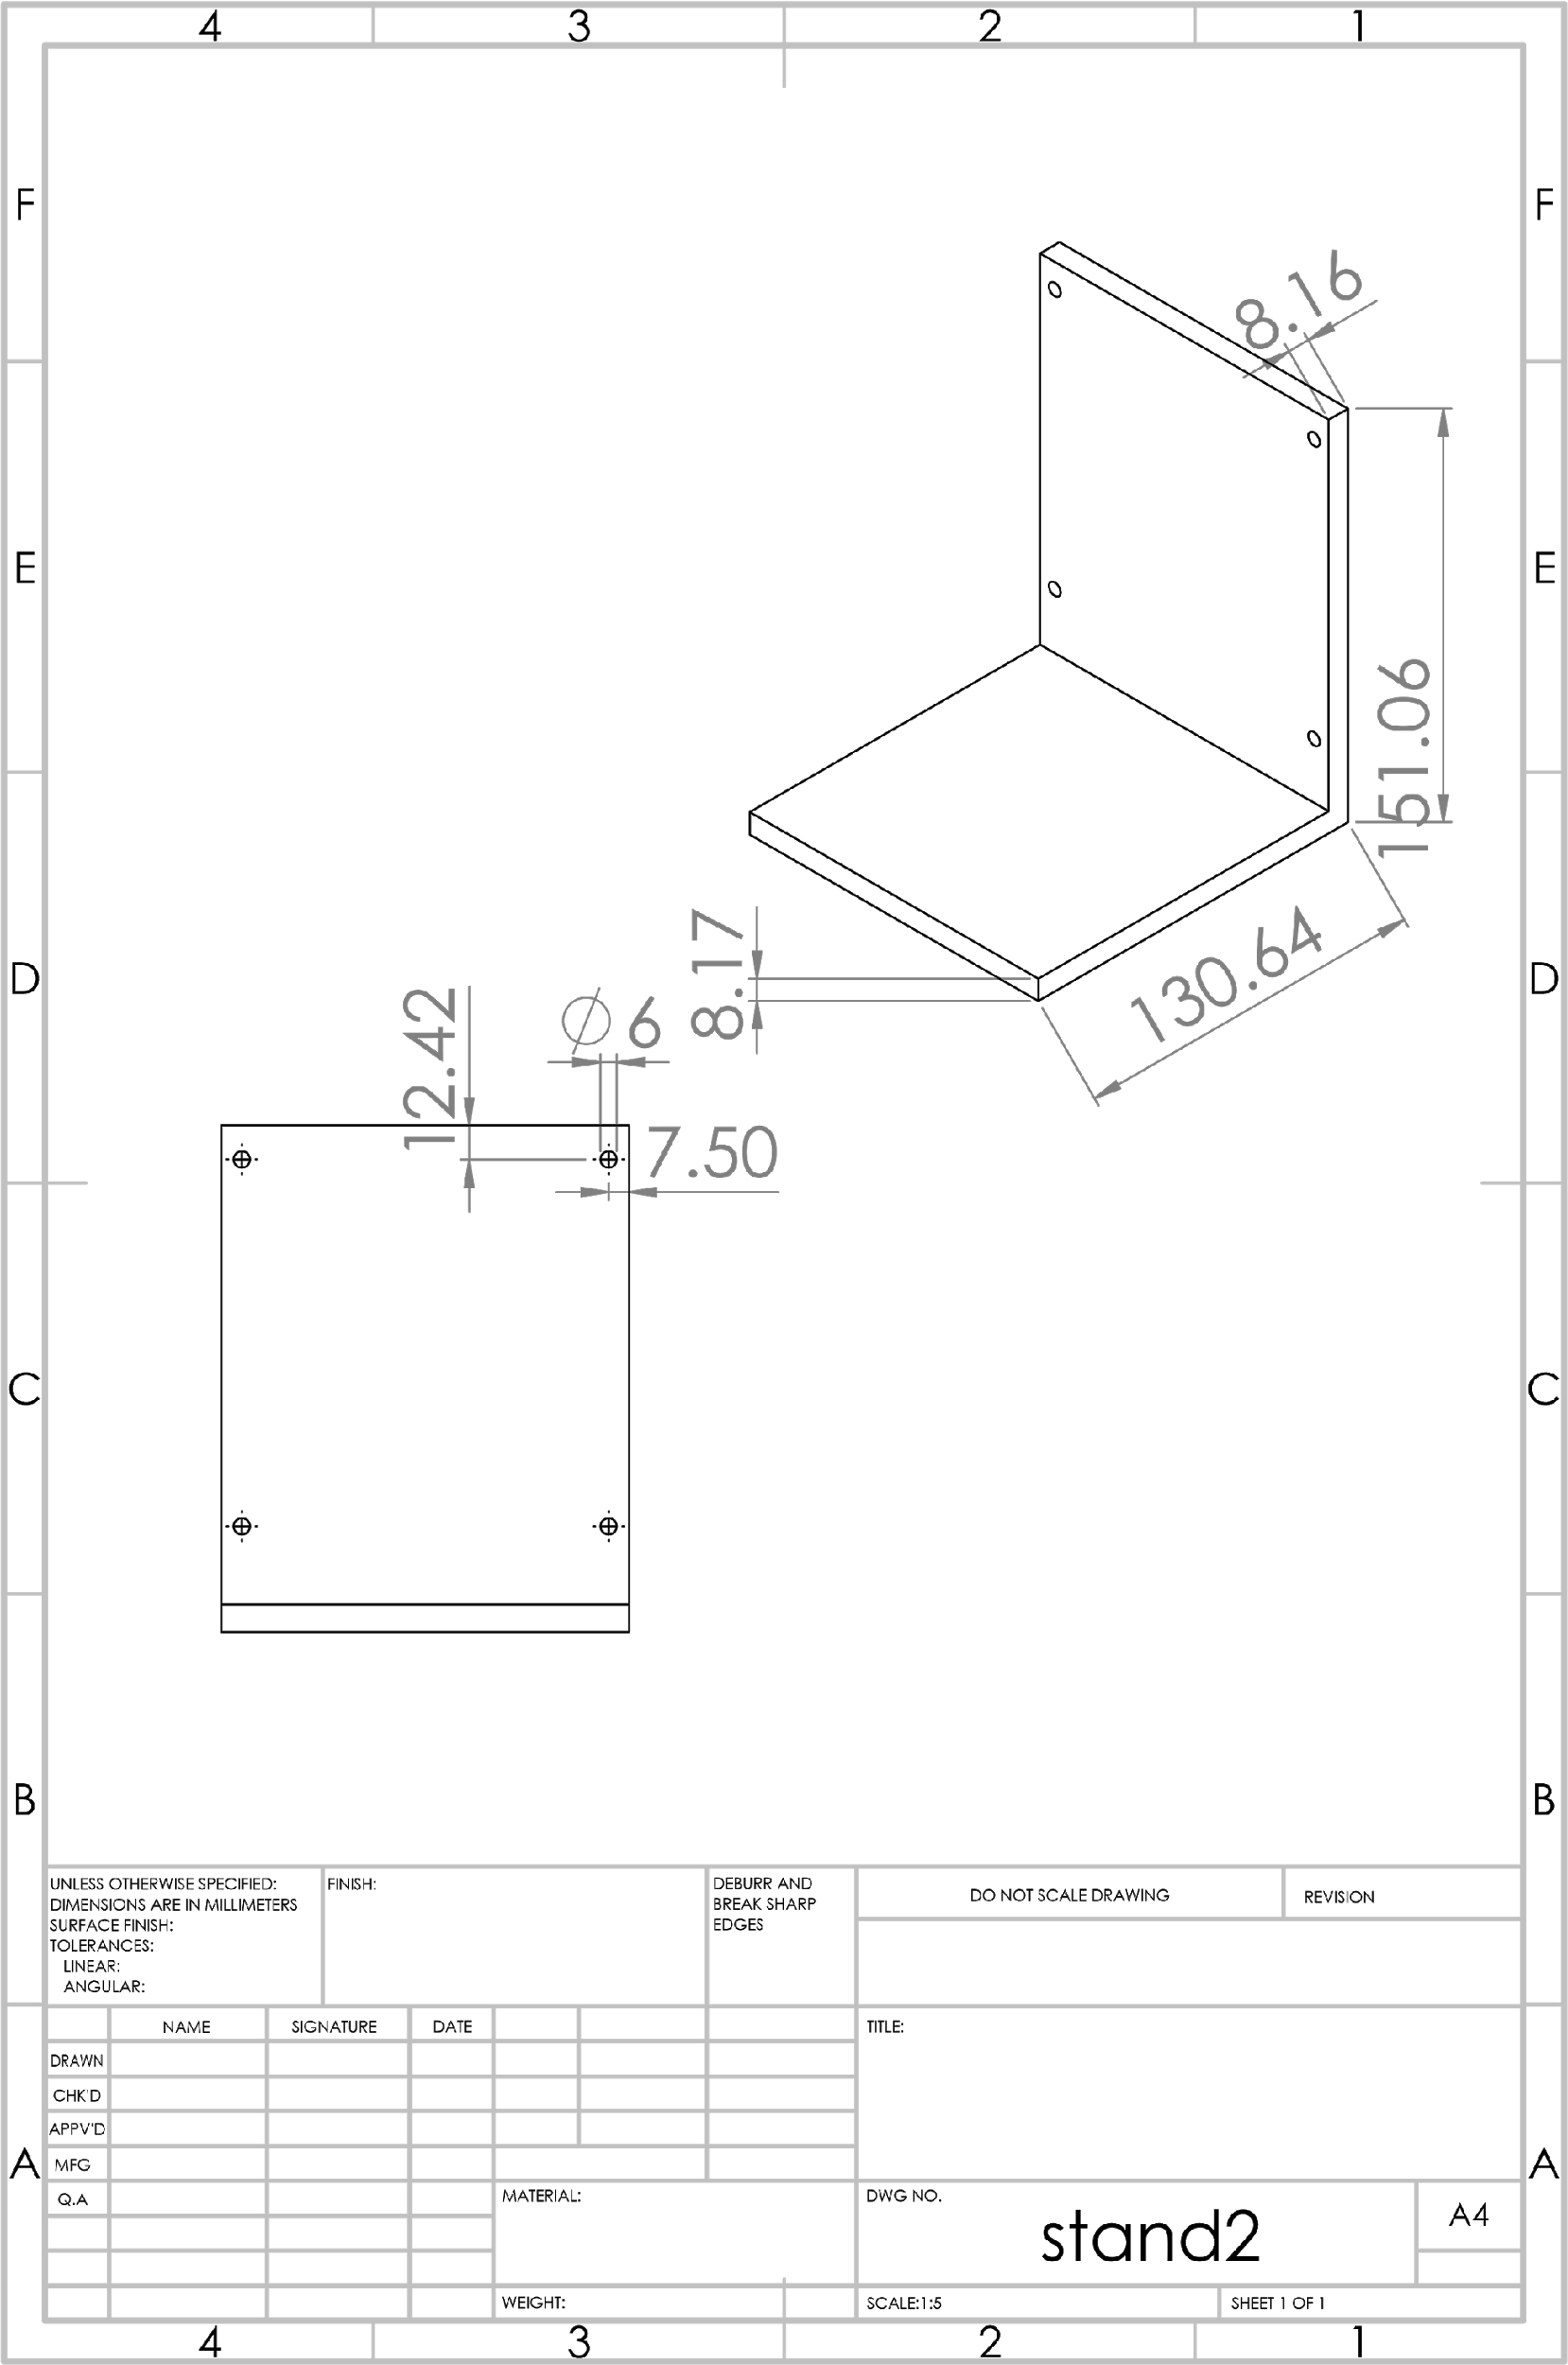 4 3 2 1
F F
8.16
E E
151.06
D D
8.17
130.64
12.42
⌀ 6
7.50
C C
B B
UNLESS OTHERWISE SPECIFIED:
DIMENSIONS ARE IN MILLIMETERS
SURFACE FINISH:
TOLERANCES:
LINEAR:
ANGULAR:
FINISH:
DEBURR AND
BREAK SHARP
EDGES
DO NOT SCALE DRAWING
REVISION
NAME SIGNATURE DATE
DRAWN
CHK'D
APPV'D
MFG
Q.A
A A
TITLE:
MATERIAL:
DWG NO.
stand2
A4
WEIGHT:
SCALE:1:5
SHEET 1 OF 1
4 3 2 1